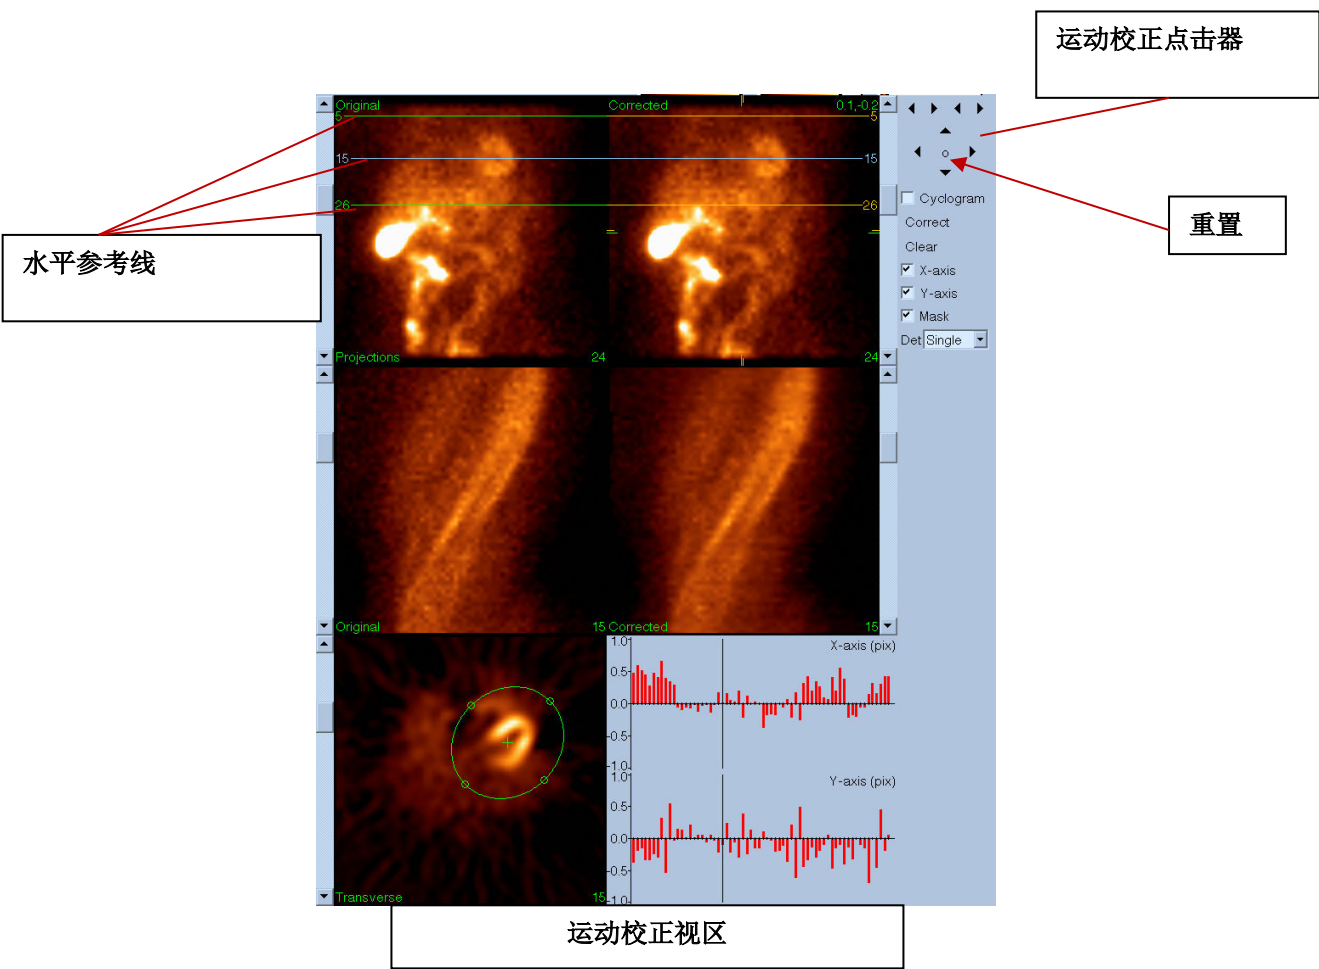 运动校正点击器
Original
Corrected
0.1,-0.2
5
5
15
15
26
26
Cyclogram
Correct
Clear
X-axis
Y-axis
Mask
Det Single
重置
水平参考线
Projections
24
24
Original
15
Corrected
15
X-axis (pix)
1.0
0.5
0.0
-0.5
-1.0
Y-axis (pix)
1.0
0.5
0.0
-0.5
-1.0
Transverse
15
运动校正视区